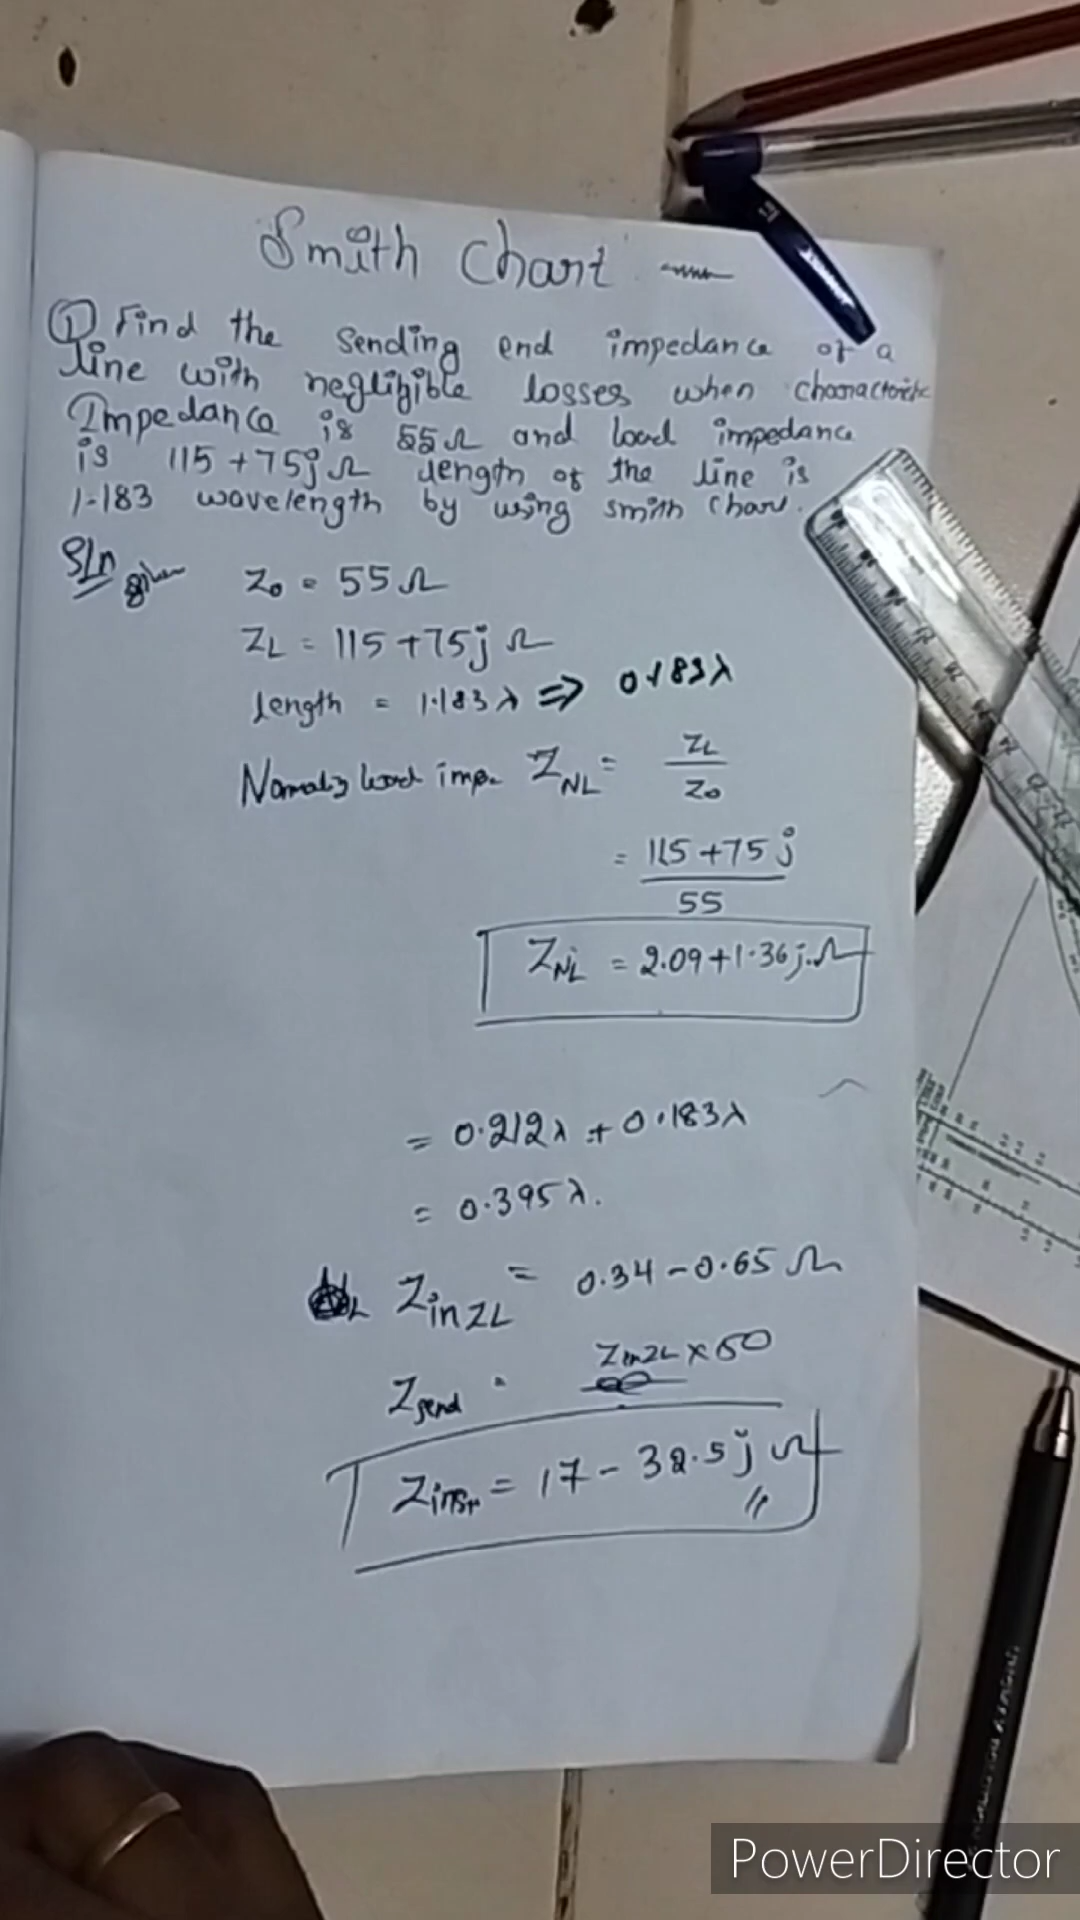 Smith Chart
① Find the sending end impedance of a
line with negligible losses when characteristic
Impedance is 55Ω and load impedance
is 115+75jΩ length of the line is
1.183 wavelength by using smith chart.
Sln given Z₀ = 55Ω
ZL = 115+75j Ω
length = 1.183λ ⇒ 0.183λ
load imp. ZNL = ZL / Z₀
= 115+75j / 55
ZNL = 2.09+1.36j.Ω
= 0.212λ + 0.183λ
= 0.395λ.
ZinZL = 0.34-0.65Ω
Zsend = ZinZL×50
= 17-32.5jΩ
PowerDirector